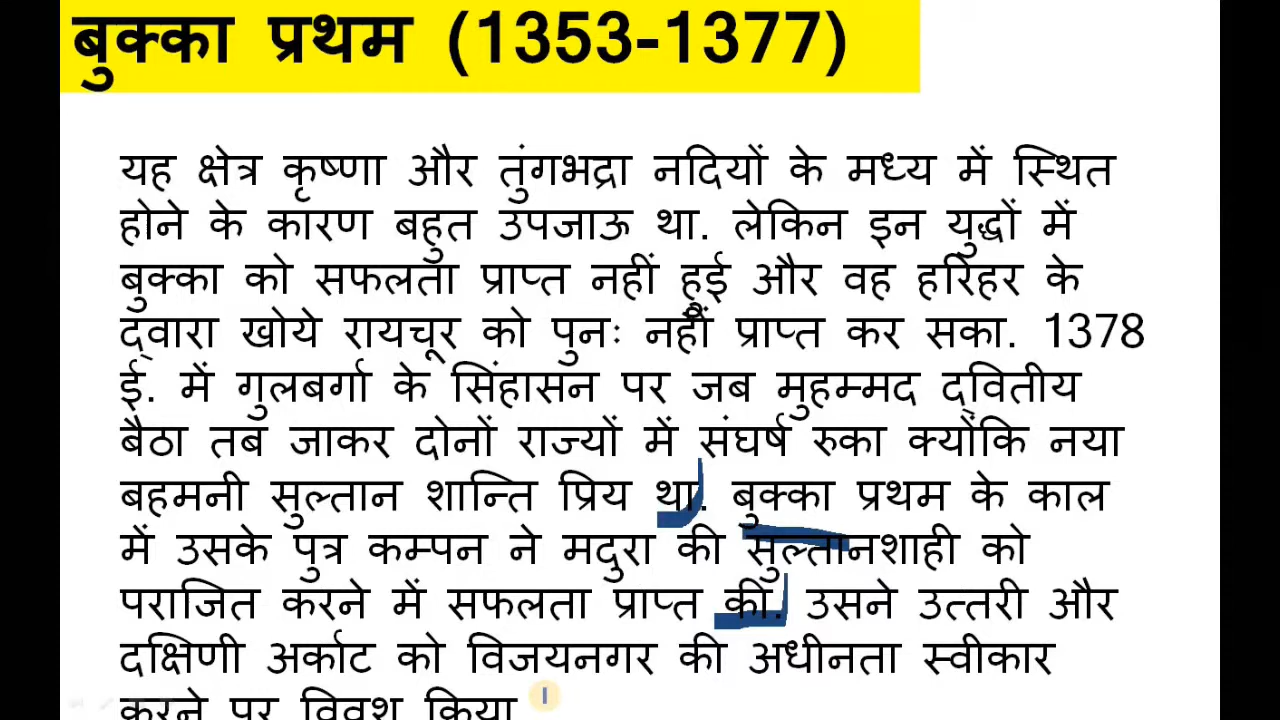 बुक्का प्रथम (1353-1377)
यह क्षेत्र कृष्णा और तुंगभद्रा नदियों के मध्य में स्थित
होने के कारण बहुत उपजाऊ था. लेकिन इन युद्धों में
बुक्का को सफलता प्राप्त नहीं हुई और वह हरिहर के
द्वारा खोये रायचूर को पुनः नहीं प्राप्त कर सका. 1378
ई. में गुलबर्गा के सिंहासन पर जब मुहम्मद द्वितीय
बैठा तब जाकर दोनों राज्यों में संघर्ष रुका क्योंकि नया
बहमनी सुल्तान शान्ति प्रिय था. बुक्का प्रथम के काल
में उसके पुत्र कम्पन ने मदुरा की सुल्तानशाही को
पराजित करने में सफलता प्राप्त की. उसने उत्तरी और
दक्षिणी अर्काट को विजयनगर की अधीनता स्वीकार
करने पर विवश किया